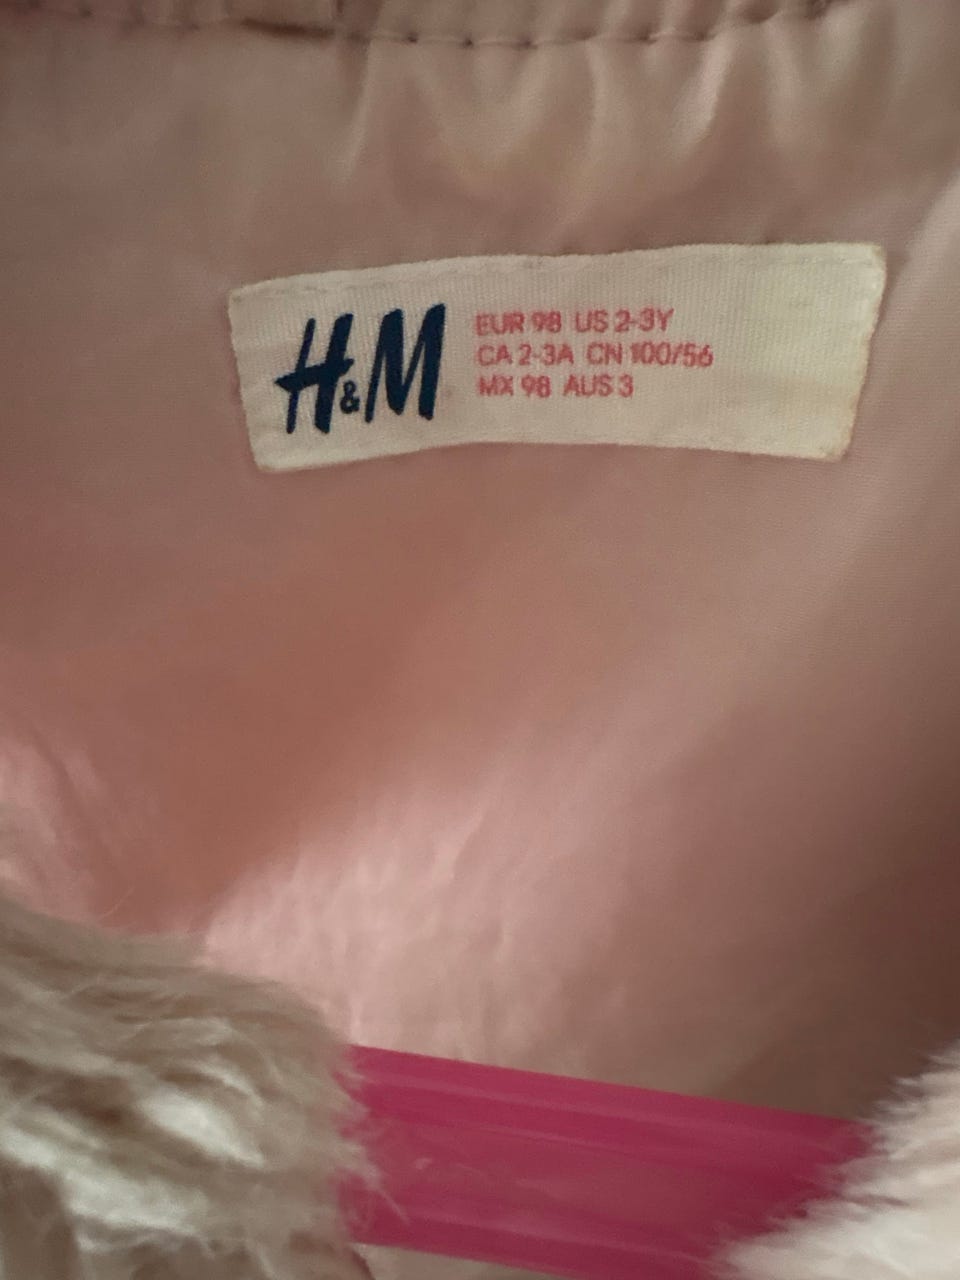 H&M
EUR 98 US 2-3Y
CA 2-3A CN 100/56
MX 98 AUS 3